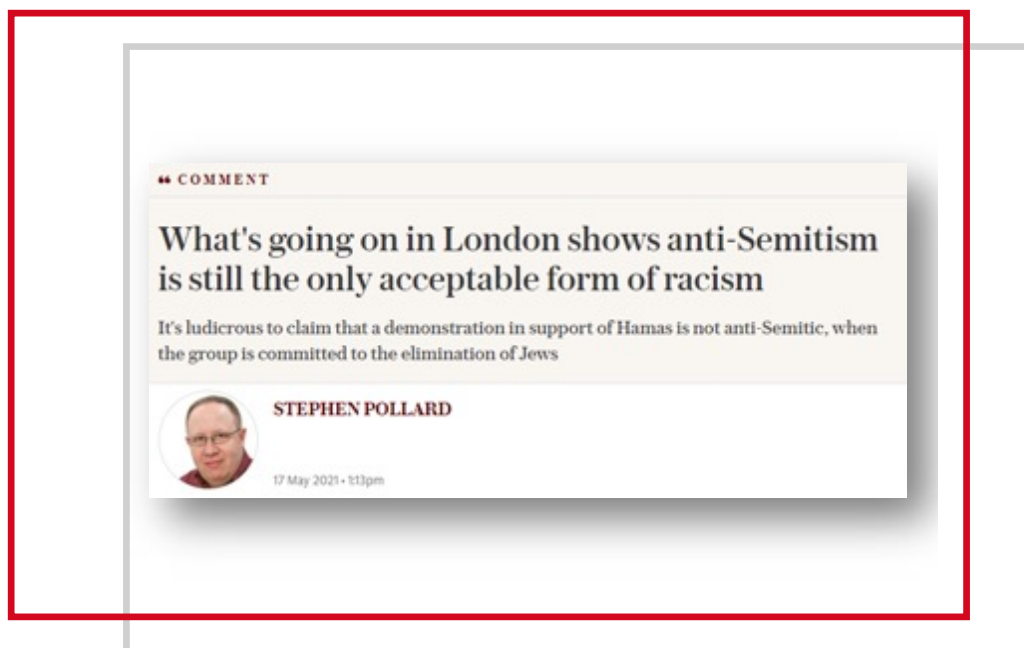 ❝ COMMENT
What's going on in London shows anti-Semitism
is still the only acceptable form of racism
It's ludicrous to claim that a demonstration in support of Hamas is not anti-Semitic, when
the group is committed to the elimination of Jews
STEPHEN POLLARD
17 May 2021 • 1:13pm